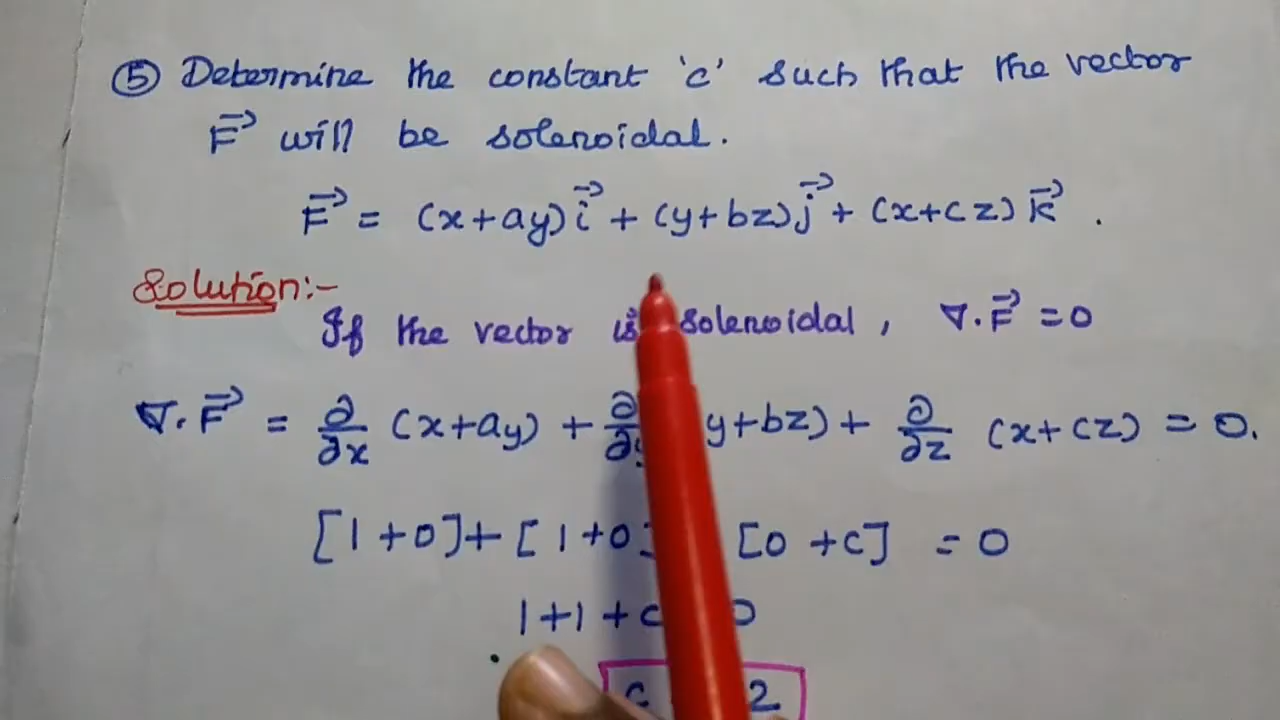 ⑤ Determine the constant 'c' such that the vector
F⃗ will be solenoidal.
F⃗ = (x+ay)i⃗ + (y+bz)j⃗ + (x+cz)k⃗ .
Solution:-
If the vector is solenoidal, ∇.F⃗ = 0
∇.F⃗ = ∂/∂x (x+ay) + ∂/∂y y+bz) + ∂/∂z (x+cz) = 0.
[1+0]+[1+0] [0+c] = 0
1+1+c 0
c 2